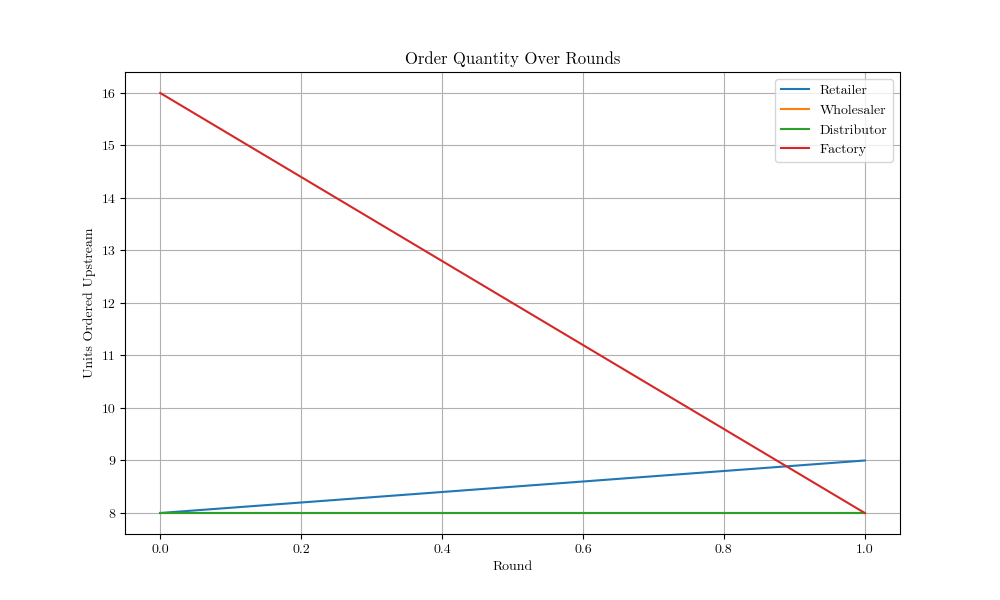 Order Quantity Over Rounds
Retailer
Wholesaler
Distributor
Factory
Units Ordered Upstream
16
15
14
13
12
11
10
9
8
0.0
0.2
0.4
0.6
0.8
1.0
Round